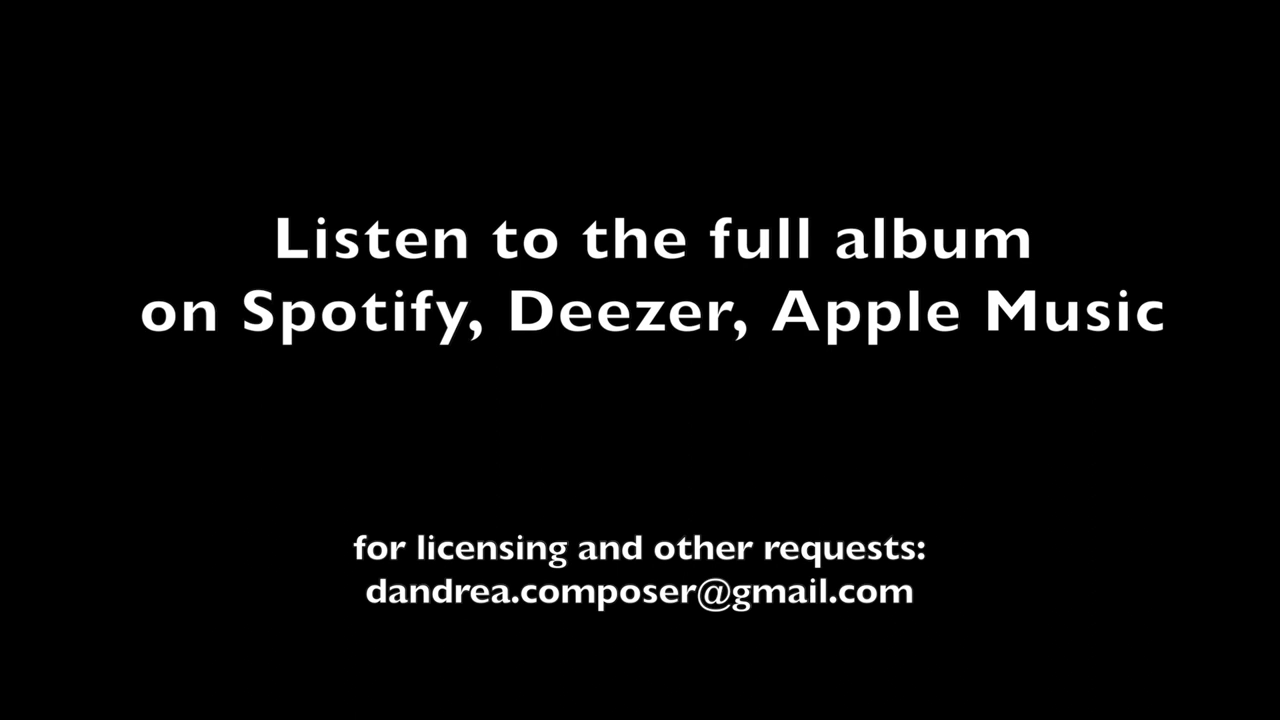 Listen to the full album
on Spotify, Deezer, Apple Music
for licensing and other requests:
dandrea.composer@gmail.com